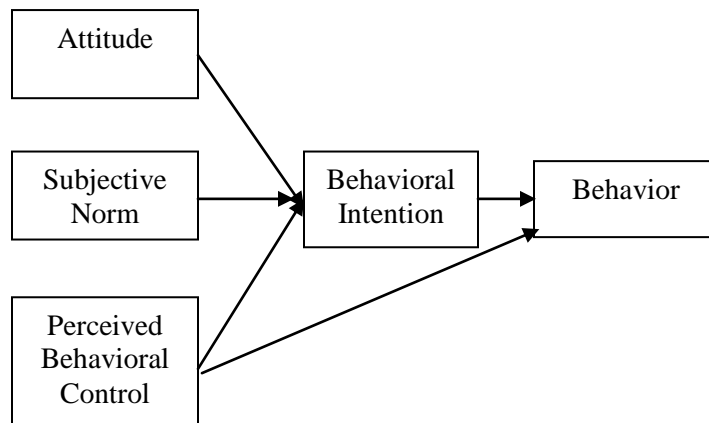 Attitude
Subjective
Norm
Behavioral
Intention
Behavior
Perceived
Behavioral
Control